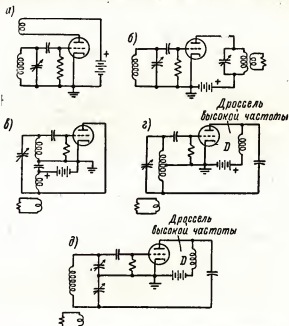 а)
+
б)
+
в)
+
г)
Дроссель
высокой частоты
D
+
д)
Дроссель
высокой частоты
D